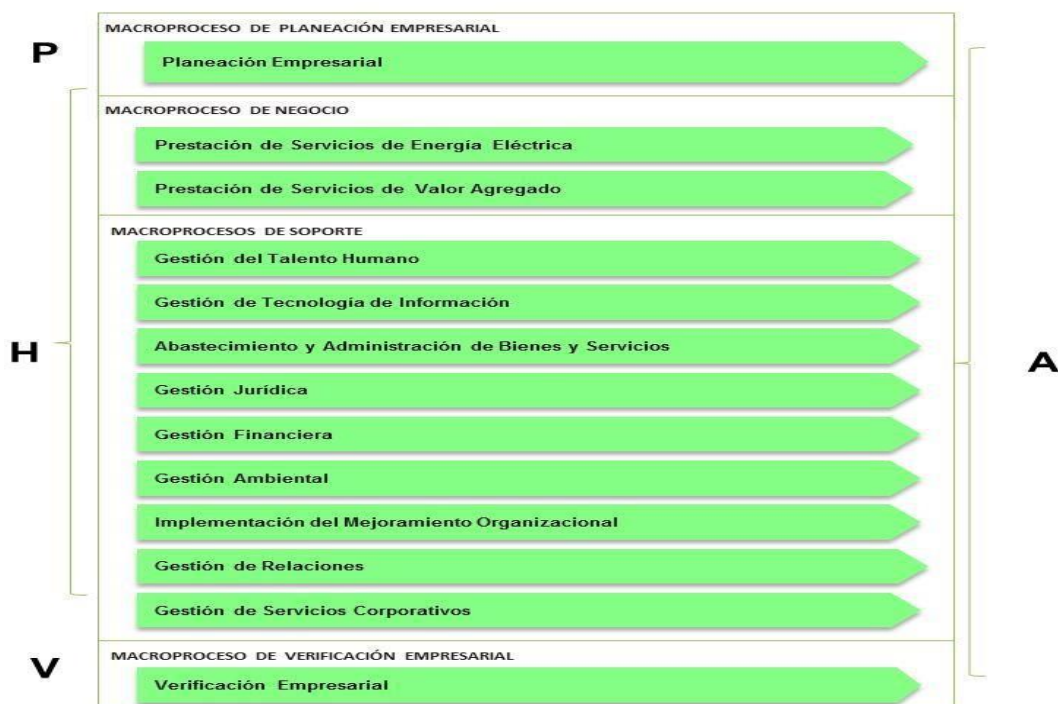 MACROPROCESO DE PLANEACIÓN EMPRESARIAL
P
Planeación Empresarial
MACROPROCESO DE NEGOCIO
Prestación de Servicios de Energía Eléctrica
Prestación de Servicios de Valor Agregado
MACROPROCESOS DE SOPORTE
Gestión del Talento Humano
Gestión de Tecnología de Información
H
Abastecimiento y Administración de Bienes y Servicios
A
Gestión Jurídica
Gestión Financiera
Gestión Ambiental
Implementación del Mejoramiento Organizacional
Gestión de Relaciones
Gestión de Servicios Corporativos
MACROPROCESO DE VERIFICACIÓN EMPRESARIAL
V
Verificación Empresarial